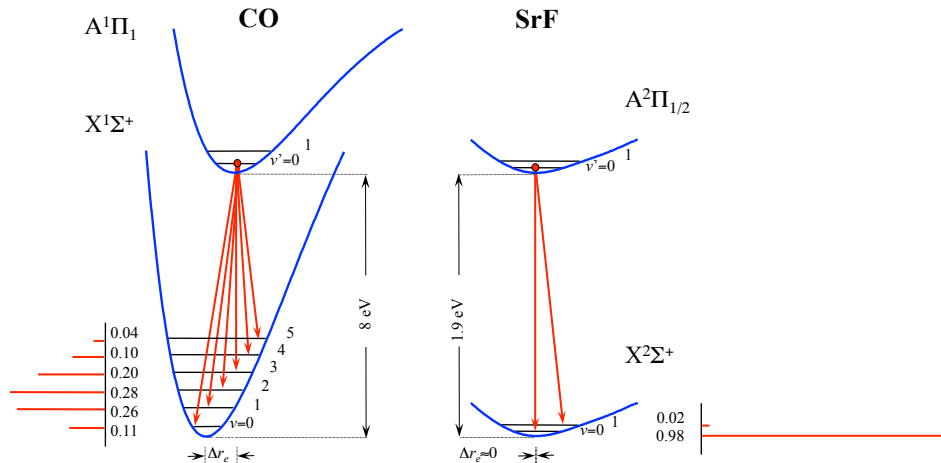 CO
A¹Π₁
X¹Σ⁺
1
v'=0
8 eV
5
4
3
2
1
v=0
0.04
0.10
0.20
0.28
0.26
0.11
Δrₑ
SrF
A²Π₁/₂
1
v'=0
1.9 eV
X²Σ⁺
1
v=0
Δrₑ≈0
0.02
0.98